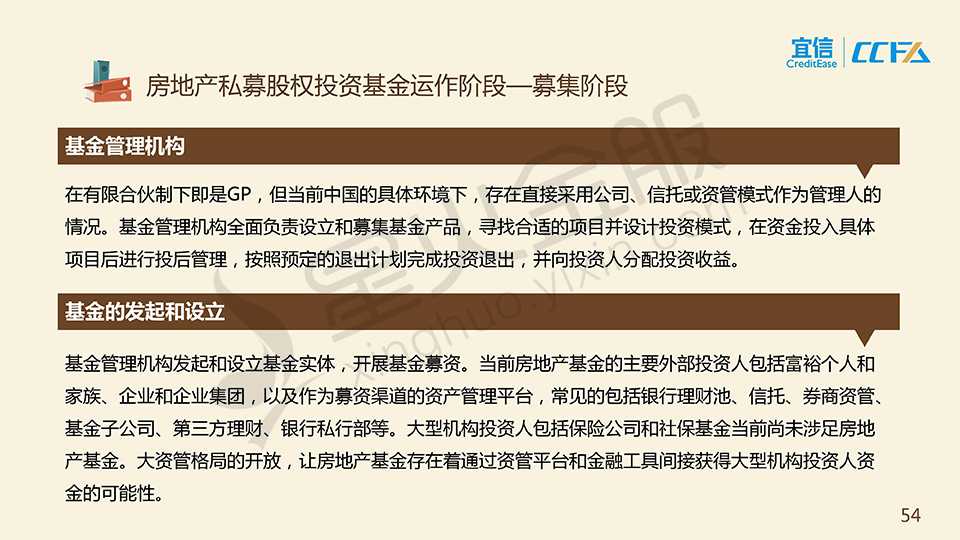 宜信
CreditEase
CCFA
房地产私募股权投资基金运作阶段—募集阶段
基金管理机构
在有限合伙制下即是GP，但当前中国的具体环境下，存在直接采用公司、信托或资管模式作为管理人的
情况。基金管理机构全面负责设立和募集基金产品，寻找合适的项目并设计投资模式，在资金投入具体
项目后进行投后管理，按照预定的退出计划完成投资退出，并向投资人分配投资收益。
基金的发起和设立
基金管理机构发起和设立基金实体，开展基金募资。当前房地产基金的主要外部投资人包括富裕个人和
家族、企业和企业集团，以及作为募资渠道的资产管理平台，常见的包括银行理财池、信托、券商资管、
基金子公司、第三方理财、银行私行部等。大型机构投资人包括保险公司和社保基金当前尚未涉足房地
产基金。大资管格局的开放，让房地产基金存在着通过资管平台和金融工具间接获得大型机构投资人资
金的可能性。
星火金服
xinghuo.yixin.com
54